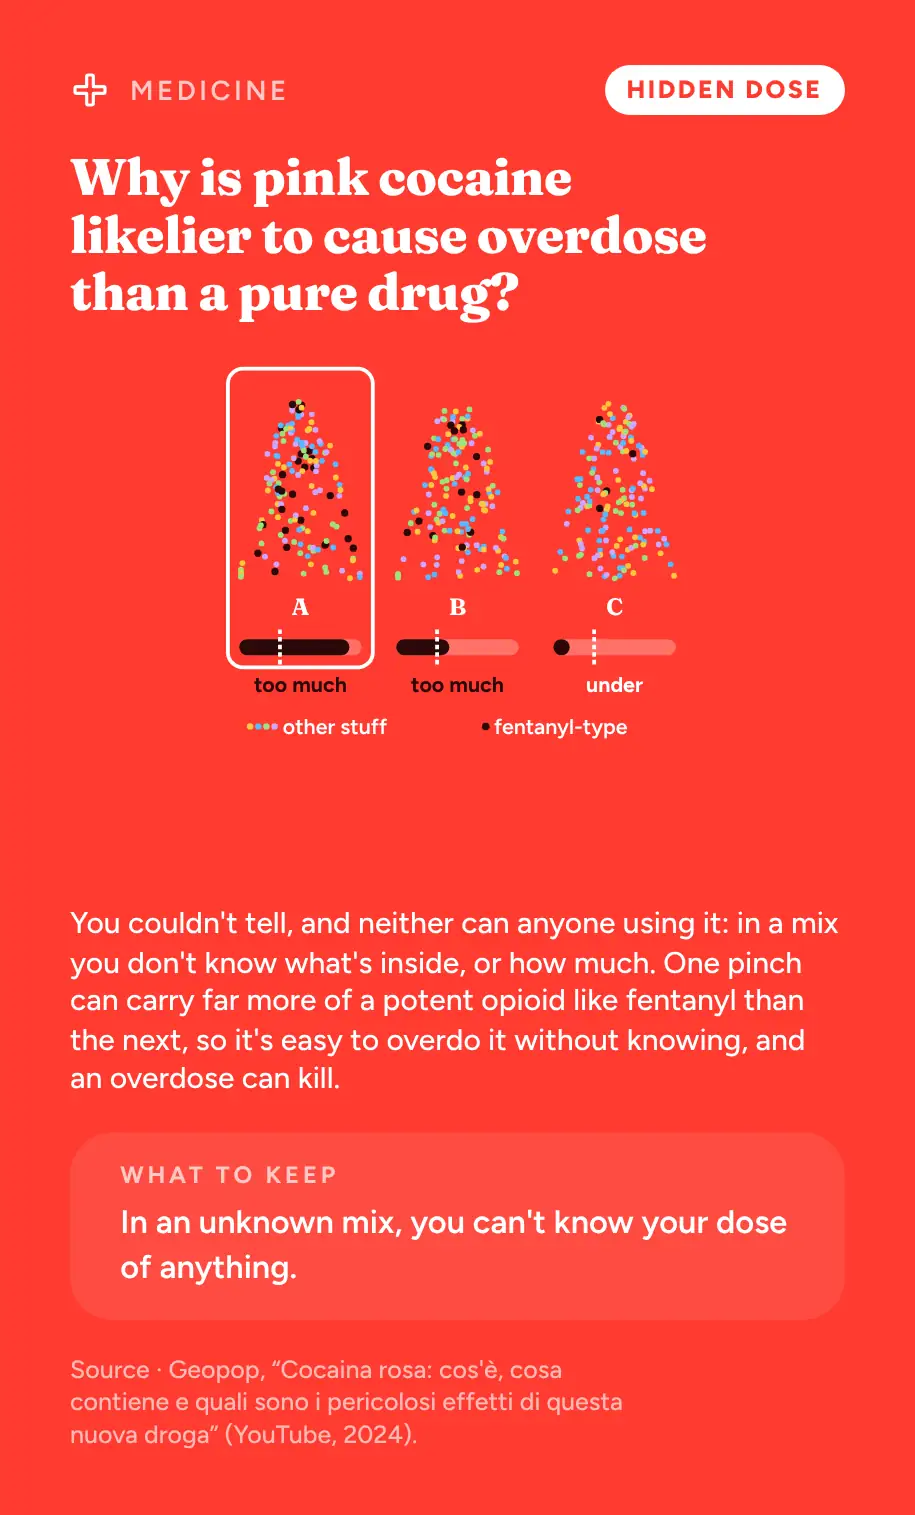 MEDICINE
HIDDEN DOSE
Why is pink cocaine
likelier to cause overdose
than a pure drug?
A
B
C
too much
too much
under
other stuff
fentanyl-type
You couldn't tell, and neither can anyone using it: in a mix
you don't know what's inside, or how much. One pinch
can carry far more of a potent opioid like fentanyl than
the next, so it's easy to overdo it without knowing, and
an overdose can kill.
WHAT TO KEEP
In an unknown mix, you can't know your dose
of anything.
Source · Geopop, “Cocaina rosa: cos'è, cosa
contiene e quali sono i pericolosi effetti di questa
nuova droga” (YouTube, 2024).